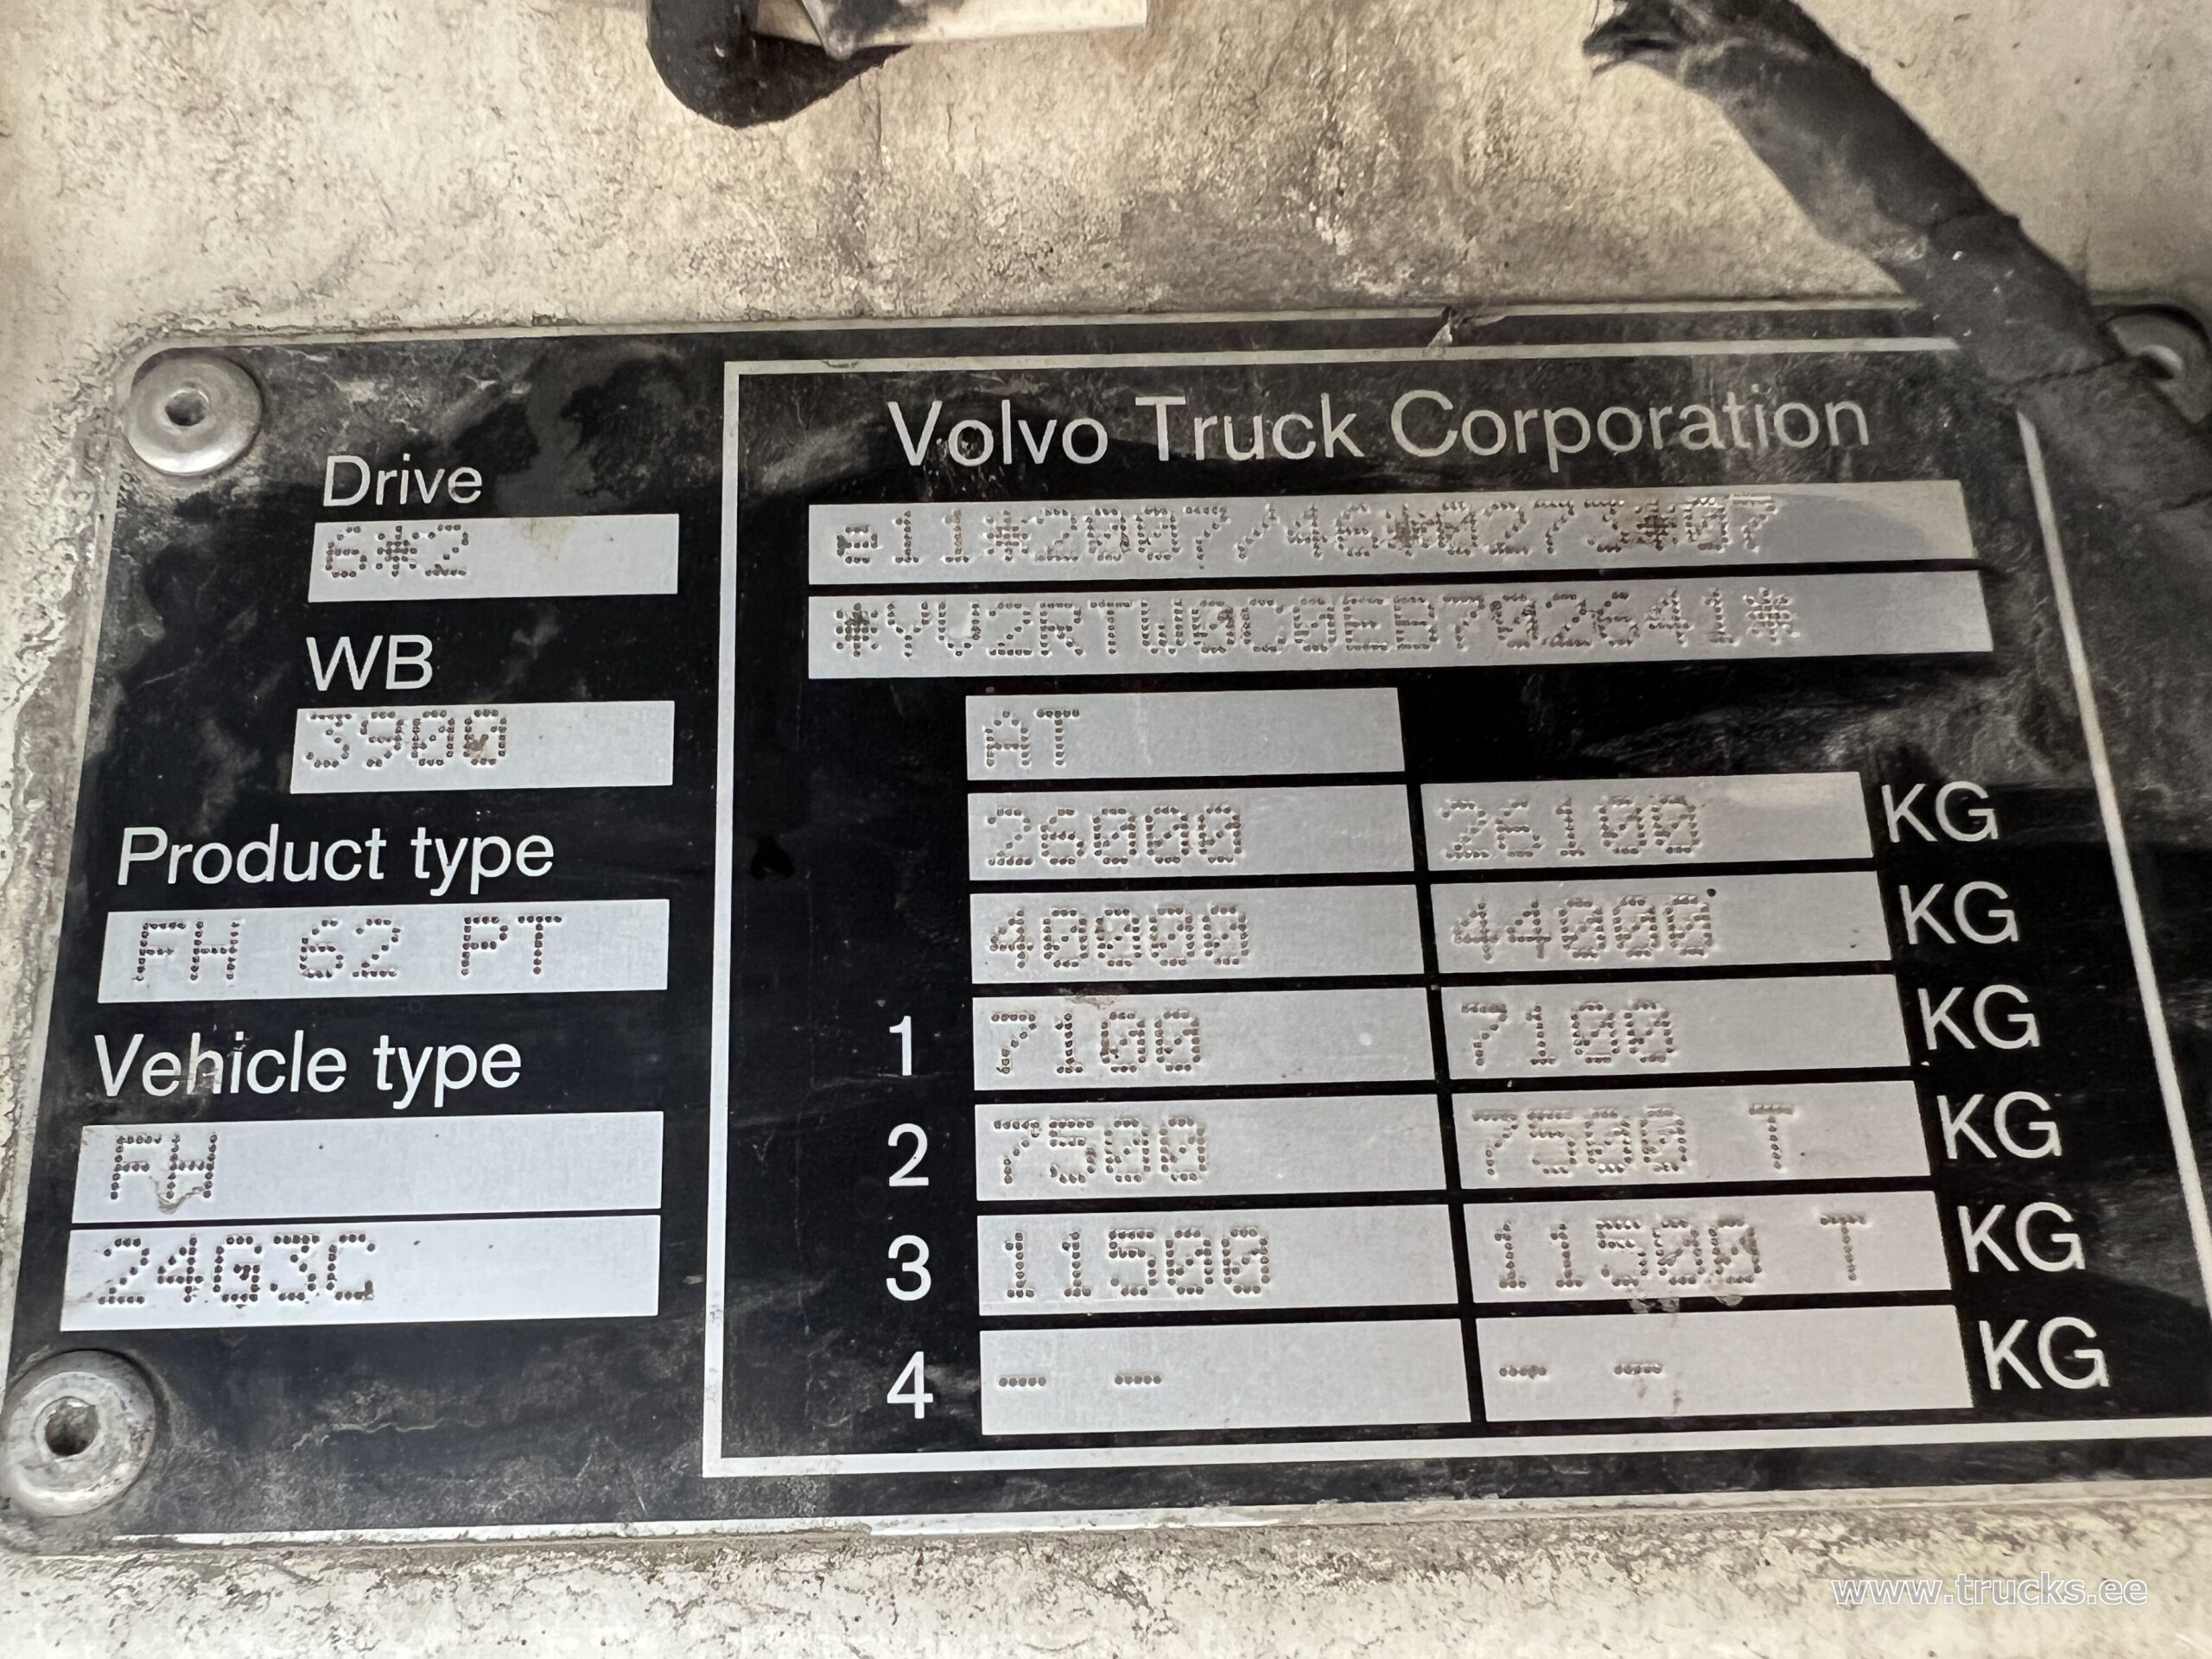 Volvo Truck Corporation
Drive
6*2
e11*2007/46*0273*07
*YV2RTW0C0EB702641*
WB
3900
AT
Product type
26000 26100 KG
FH 62 PT
40000 44000 KG
Vehicle type
1 7100 7100 KG
FH
2 7500 7500 T KG
24G3C
3 11500 11500 T KG
4 - - - - KG
www.trucks.ee